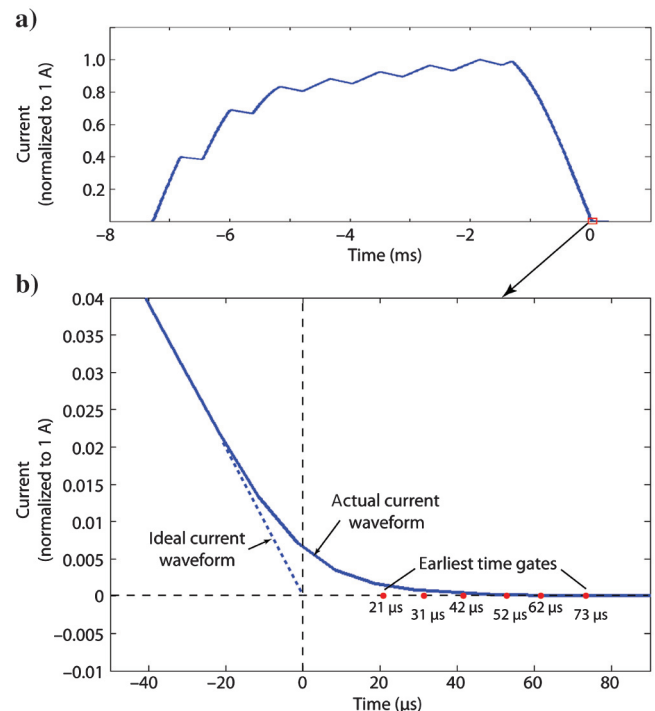 a)
Current
(normalized to 1 A)
1.0
0.8
0.6
0.4
0.2
−8
−6
−4
−2
0
Time (ms)
b)
Current
(normalized to 1 A)
0.04
0.035
0.03
0.025
0.02
0.015
0.01
0.005
0
−0.005
−0.01
Ideal current
waveform
Actual current
waveform
Earliest time gates
21 µs
31 µs
42 µs
52 µs
62 µs
73 µs
−40
−20
0
20
40
60
80
Time (µs)